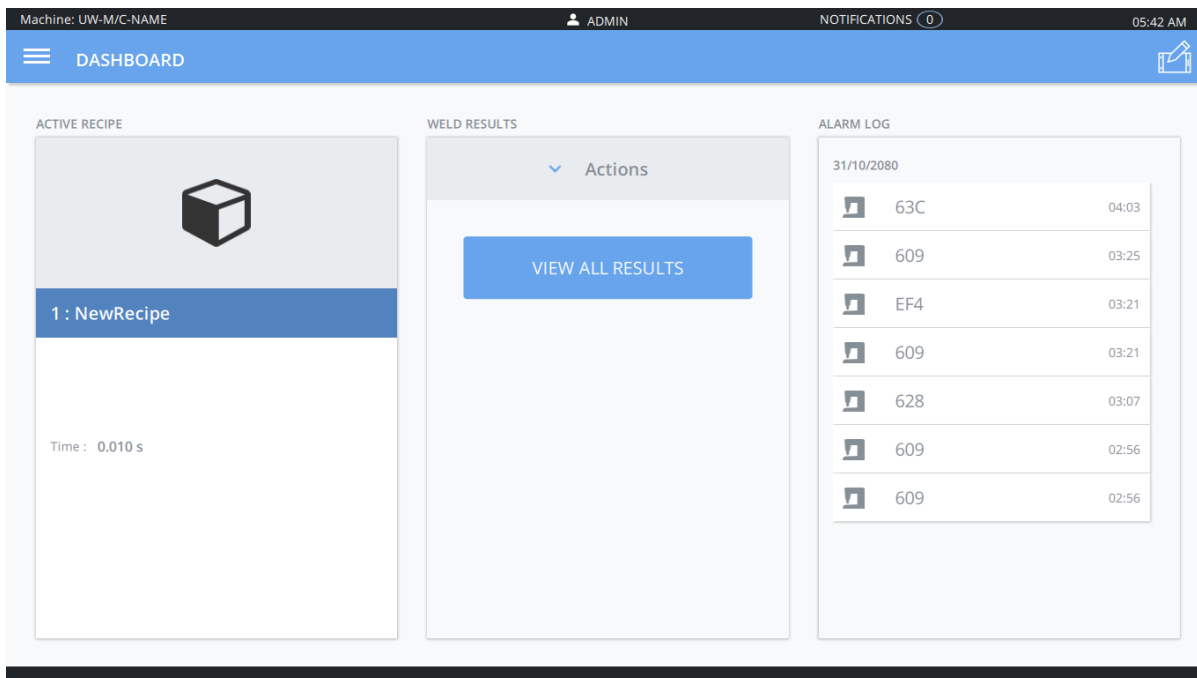 Machine: UW-M/C-NAME
ADMIN
NOTIFICATIONS 0
05:42 AM
DASHBOARD
ACTIVE RECIPE
1 : NewRecipe
Time : 0.010 s
WELD RESULTS
Actions
VIEW ALL RESULTS
ALARM LOG
31/10/2080
63C 04:03
609 03:25
EF4 03:21
609 03:21
628 03:07
609 02:56
609 02:56